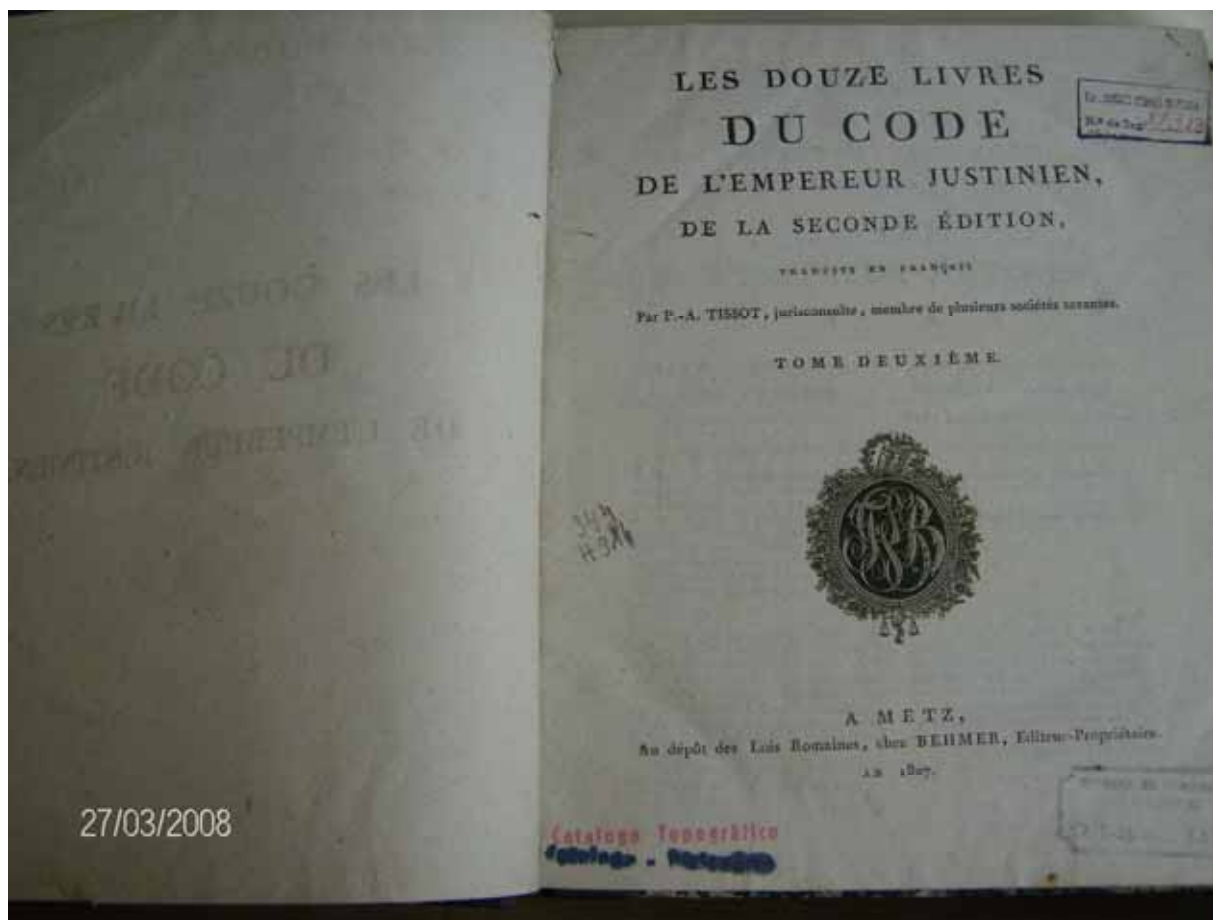 LES DOUZE LIVRES
DU CODE
DE L'EMPEREUR JUSTINIEN,
DE LA SECONDE ÉDITION,
TRADUITS EN FRANÇAIS
Par P.-A. TISSOT, jurisconsulte, membre de plusieurs sociétés savantes.
TOME DEUXIÈME.
A METZ,
Au dépôt des Lois Romaines, chez BEHMER, Editeur-Propriétaire.
AN 1807.
Catalogo Topográfico
27/03/2008